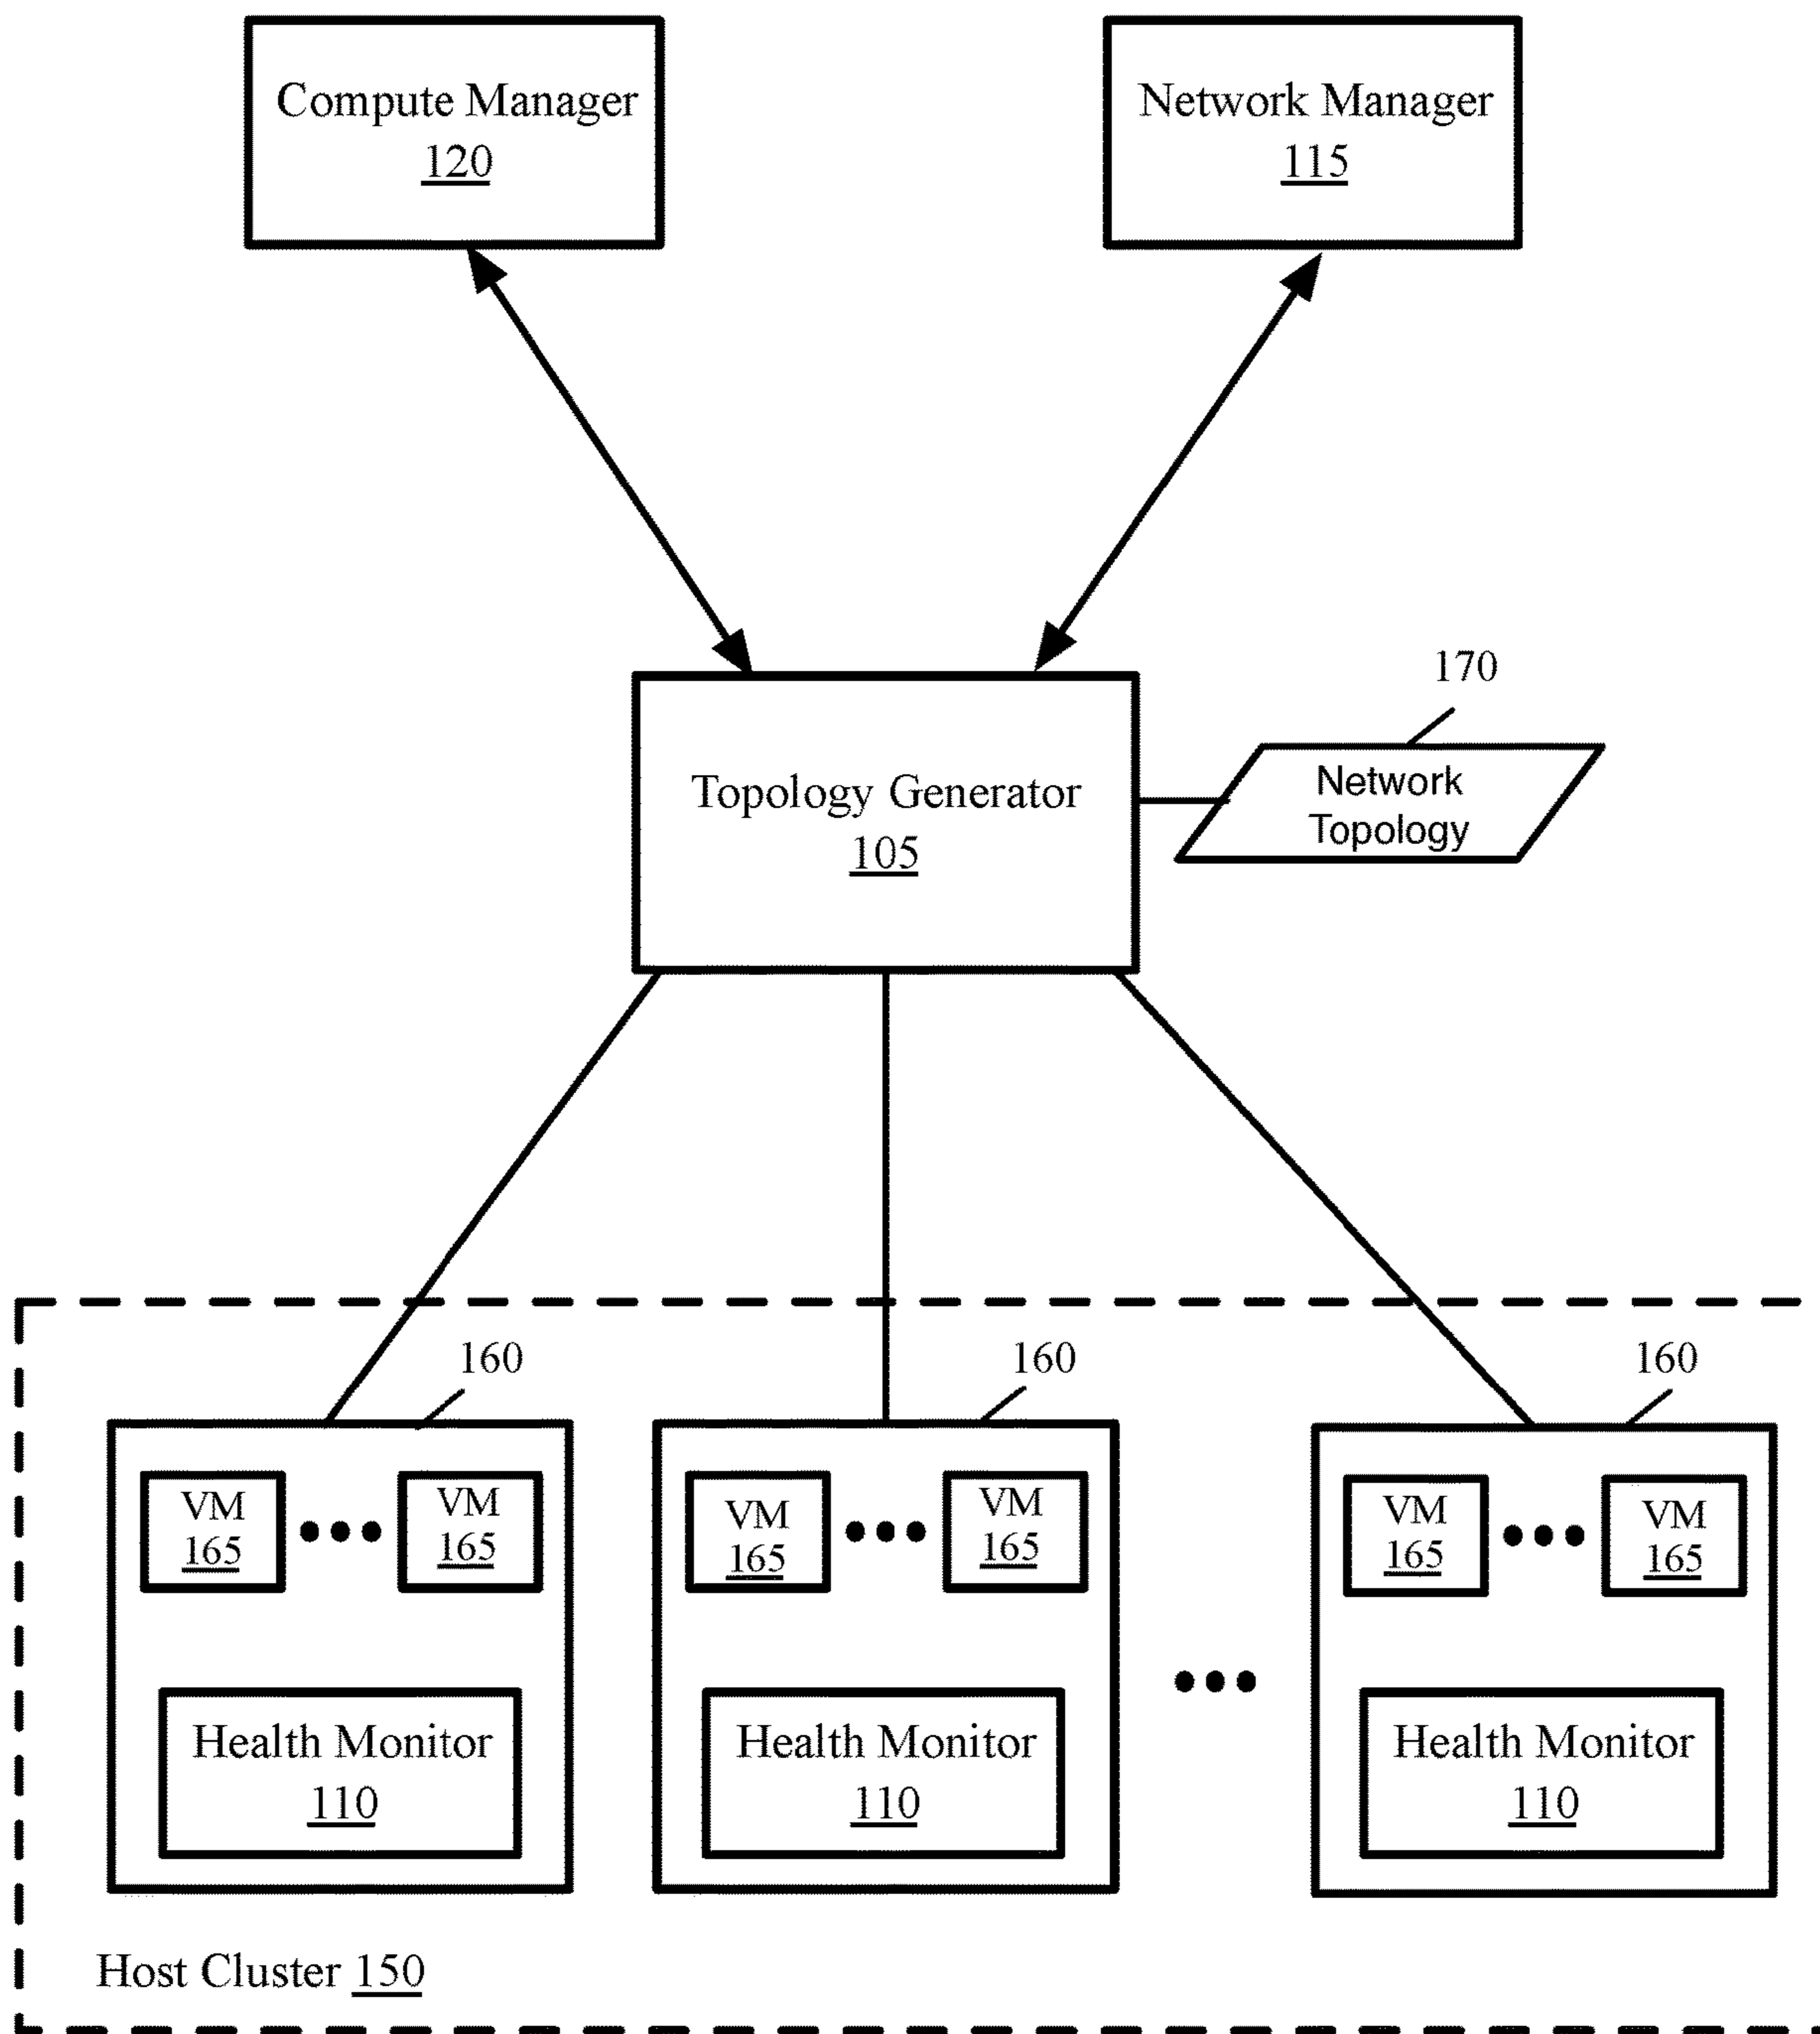 Compute Manager
120
Network Manager
115
170
Topology Generator
105
Network
Topology
160
160
160
VM
165
VM
165
VM
165
VM
165
VM
165
VM
165
Health Monitor
110
Health Monitor
110
Health Monitor
110
Host Cluster 150